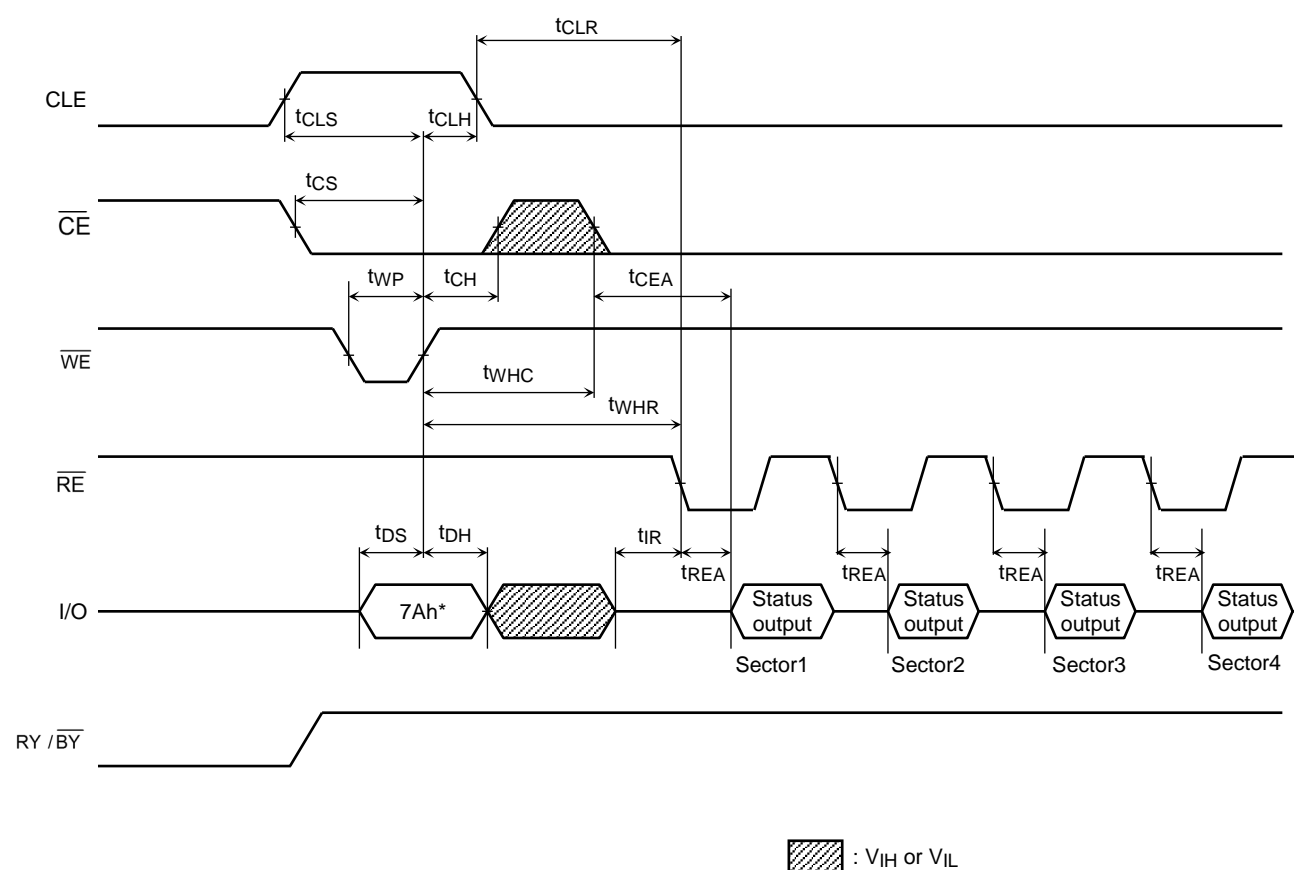 tCLR
CLE
tCLS
tCLH
tCS
CE
tWP
tCH
tCEA
WE
tWHC
tWHR
RE
tDS
tDH
tIR
tREA
tREA
tREA
tREA
I/O
7Ah*
Status
output
Status
output
Status
output
Status
output
Sector1
Sector2
Sector3
Sector4
RY / BY
: VIH or VIL